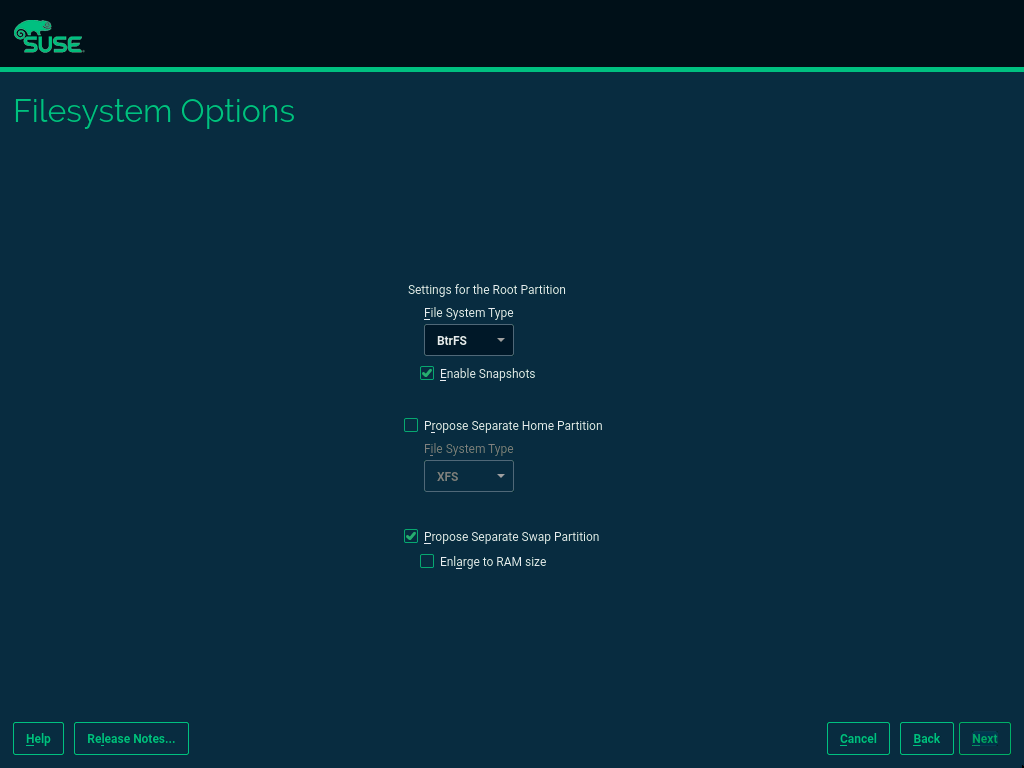 SUSE
Filesystem Options
Settings for the Root Partition
File System Type
BtrFS
Enable Snapshots
Propose Separate Home Partition
File System Type
XFS
Propose Separate Swap Partition
Enlarge to RAM size
Help Release Notes... Cancel Back Next